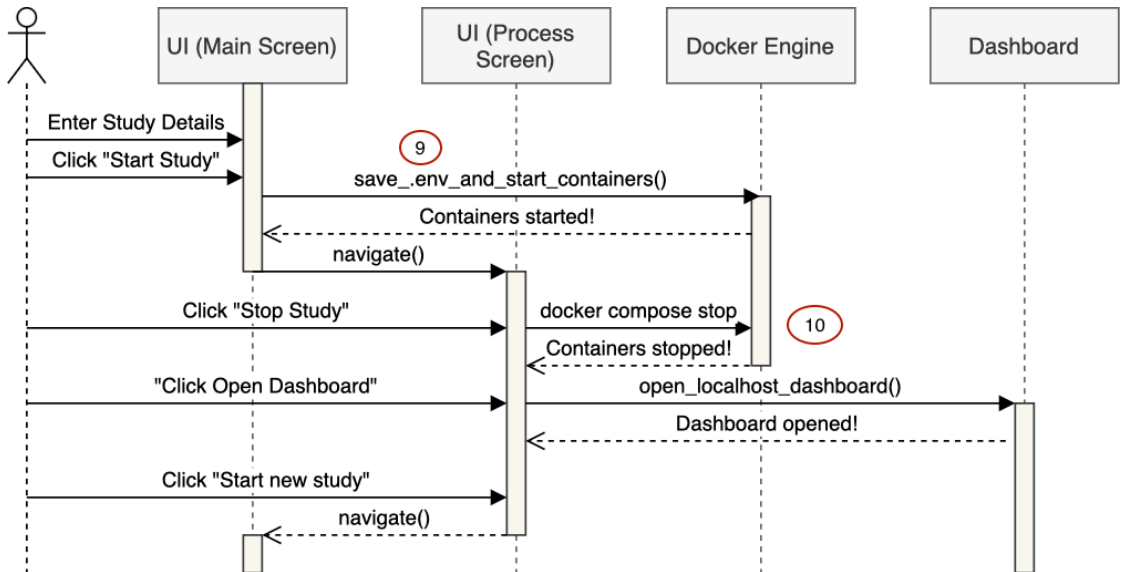 UI (Main Screen)
UI (Process
Screen)
Docker Engine
Dashboard
Enter Study Details
Click "Start Study"
9
save_.env_and_start_containers()
Containers started!
navigate()
Click "Stop Study"
docker compose stop
10
Containers stopped!
"Click Open Dashboard"
open_localhost_dashboard()
Dashboard opened!
Click "Start new study"
navigate()